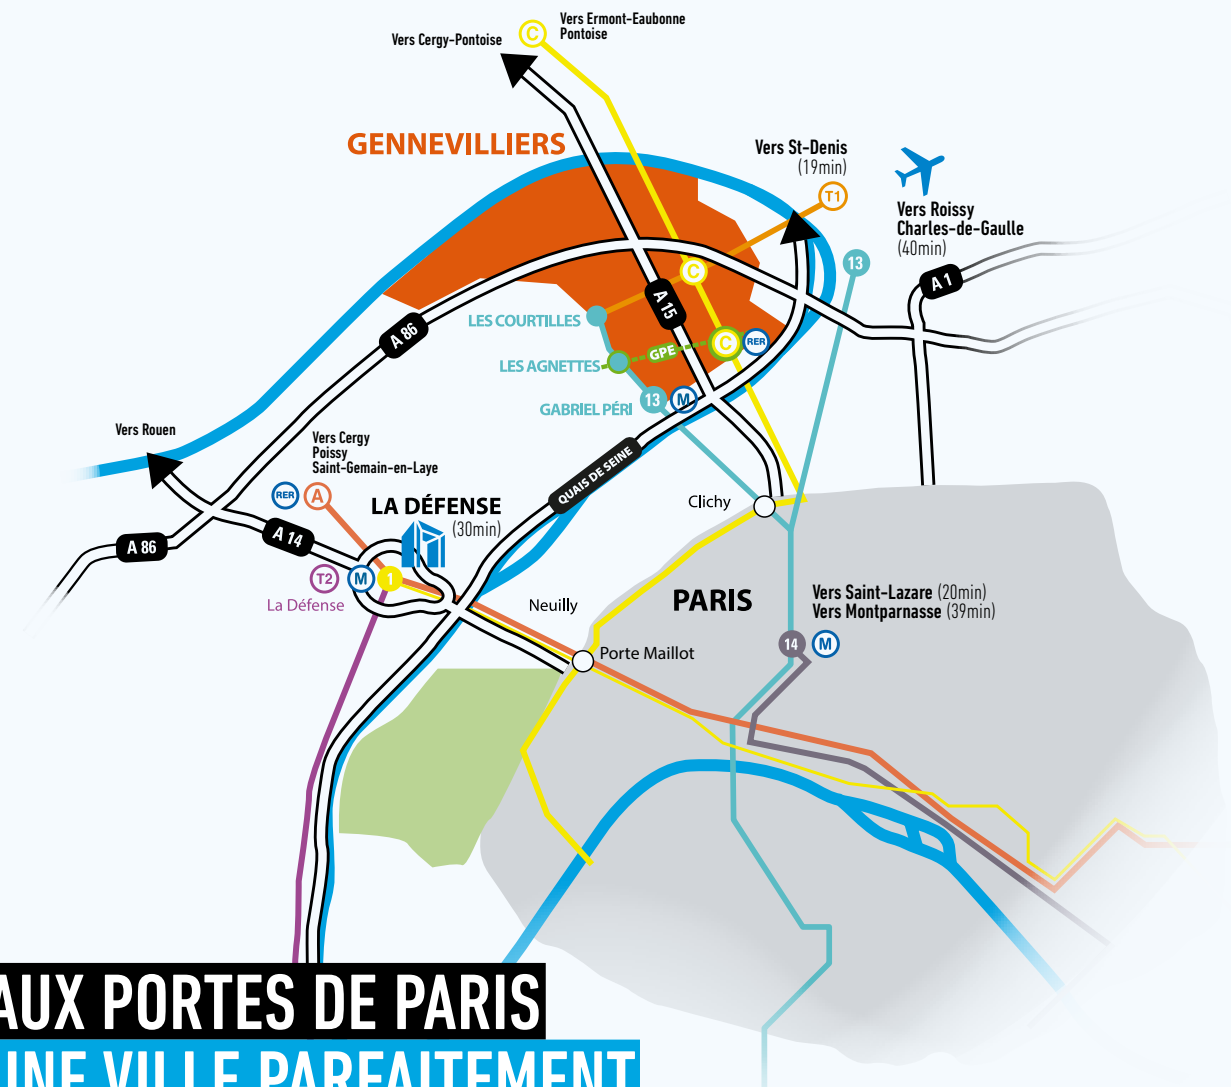 Vers Ermont-Eaubonne
Pontoise
C
Vers Cergy-Pontoise
GENNEVILLIERS
Vers St-Denis
(19min)
T1
Vers Roissy
Charles-de-Gaulle
(40min)
13
A 1
C
A 15
LES COURTILLES
A 86
GPE
C
RER
LES AGNETTES
13
M
GABRIEL PÉRI
Vers Rouen
Vers Cergy
Poissy
Saint-Gemain-en-Laye
QUAIS DE SEINE
RER
A
LA DÉFENSE
(30min)
Clichy
A 14
A 86
T2
M
1
La Défense
Neuilly
PARIS
Vers Saint-Lazare (20min)
Vers Montparnasse (39min)
14
M
Porte Maillot
AUX PORTES DE PARIS
UNE VILLE PARFAITEMENT